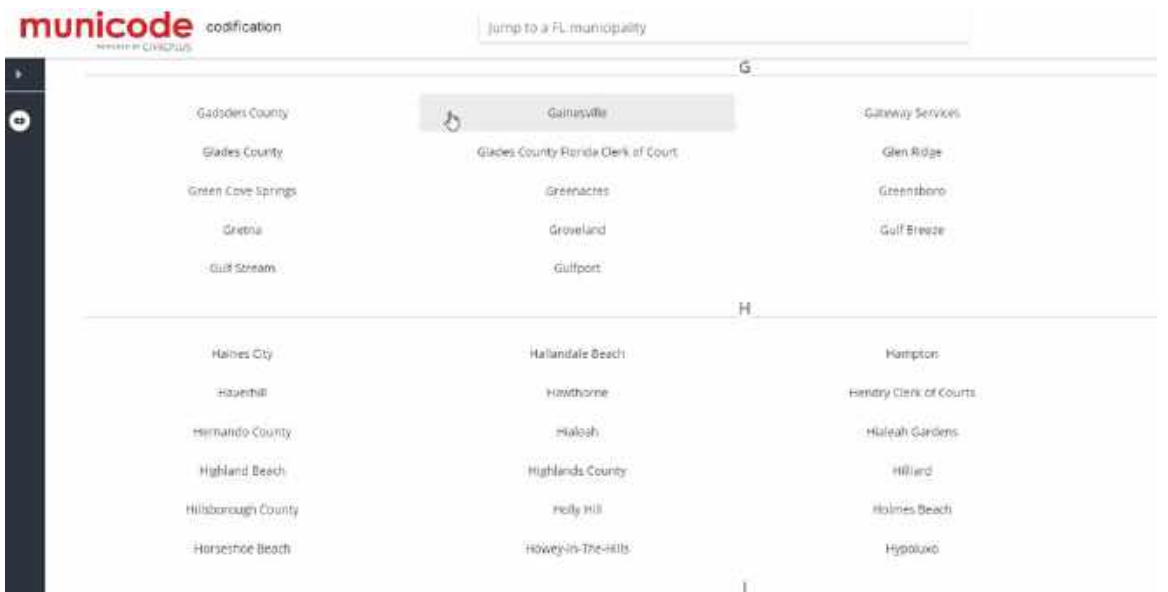 municode codification
POWERED BY CIVICPLUS
Jump to a FL municipality
G
Gadsden County Gainesville Gateway Services
Glades County Glades County Florida Clerk of Court Glen Ridge
Green Cove Springs Greenacres Greensboro
Gretna Groveland Gulf Breeze
Gulf Stream Gulfport
H
Haines City Hallandale Beach Hampton
Haverhill Hawthorne Hendry Clerk of Courts
Hernando County Hialeah Hialeah Gardens
Highland Beach Highlands County Hilliard
Hillsborough County Holly Hill Holmes Beach
Horseshoe Beach Howey-In-The-Hills Hypoluxo
I